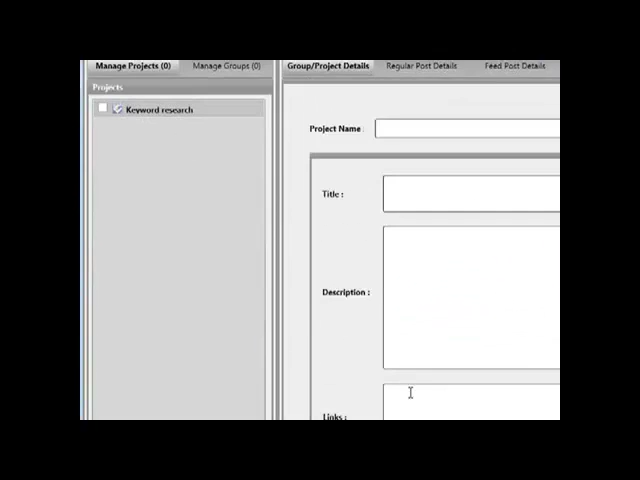 Manage Projects (0) Manage Groups (0) Group/Project Details Regular Post Details Feed Post Details
Projects
Keyword research
Project Name
Title :
Description :
Links :